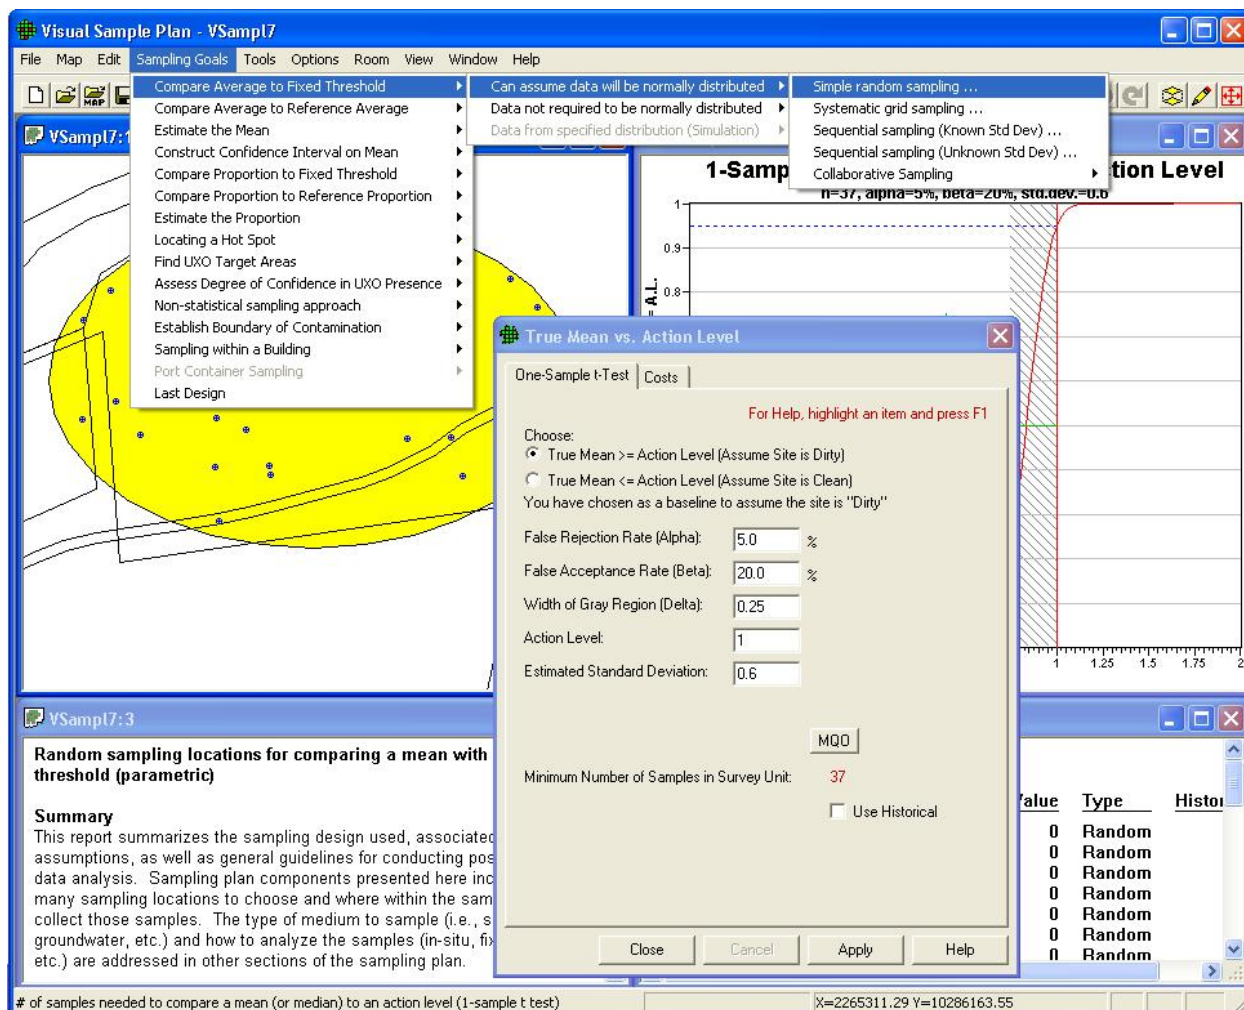 Visual Sample Plan - VSampl7
File Map Edit Sampling Goals Tools Options Room View Window Help
Compare Average to Fixed Threshold
Compare Average to Reference Average
Estimate the Mean
Construct Confidence Interval on Mean
Compare Proportion to Fixed Threshold
Compare Proportion to Reference Proportion
Estimate the Proportion
Locating a Hot Spot
Find UXO Target Areas
Assess Degree of Confidence in UXO Presence
Non-statistical sampling approach
Establish Boundary of Contamination
Sampling within a Building
Port Container Sampling
Last Design
Can assume data will be normally distributed
Data not required to be normally distributed
Data from specified distribution (Simulation)
Simple random sampling ...
Systematic grid sampling ...
Sequential sampling (Known Std Dev) ...
Sequential sampling (Unknown Std Dev) ...
Collaborative Sampling
MAP
VSampl7:1
1-Samp
tion Level
n=37, alpha=5%, beta=20%, std.dev.=0.6
1
0.9
0.8
= A.L.
1 1.25 1.5 1.75 2
True Mean vs. Action Level
One-Sample t-Test Costs
For Help, highlight an item and press F1
Choose:
True Mean >= Action Level (Assume Site is Dirty)
True Mean <= Action Level (Assume Site is Clean)
You have chosen as a baseline to assume the site is "Dirty"
False Rejection Rate (Alpha): 5.0 %
False Acceptance Rate (Beta): 20.0 %
Width of Gray Region (Delta): 0.25
Action Level: 1
Estimated Standard Deviation: 0.6
MQO
Minimum Number of Samples in Survey Unit: 37
Use Historical
Close Cancel Apply Help
VSampl7:3
Random sampling locations for comparing a mean with
threshold (parametric)
Summary
This report summarizes the sampling design used, associated
assumptions, as well as general guidelines for conducting pos
data analysis. Sampling plan components presented here inc
many sampling locations to choose and where within the sam
collect those samples. The type of medium to sample (i.e., s
groundwater, etc.) and how to analyze the samples (in-situ, fi
etc.) are addressed in other sections of the sampling plan.
alue Type Histo
0 Random
0 Random
0 Random
0 Random
0 Random
0 Random
0 Random
# of samples needed to compare a mean (or median) to an action level (1-sample t test)
X=2265311.29 Y=10286163.55